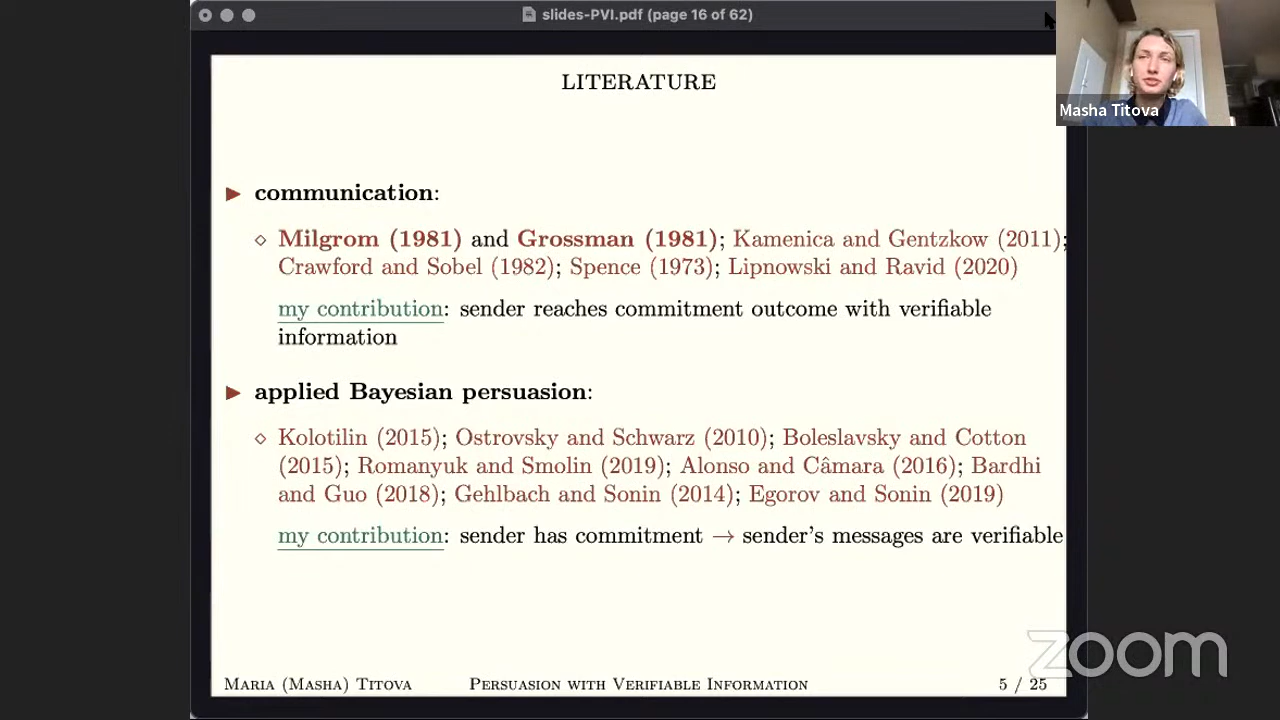 slides-PVI.pdf (page 16 of 62)
Masha Titova
LITERATURE
▶ communication:
⋄ Milgrom (1981) and Grossman (1981); Kamenica and Gentzkow (2011);
Crawford and Sobel (1982); Spence (1973); Lipnowski and Ravid (2020)
my contribution: sender reaches commitment outcome with verifiable
information
▶ applied Bayesian persuasion:
⋄ Kolotilin (2015); Ostrovsky and Schwarz (2010); Boleslavsky and Cotton
(2015); Romanyuk and Smolin (2019); Alonso and Câmara (2016); Bardhi
and Guo (2018); Gehlbach and Sonin (2014); Egorov and Sonin (2019)
my contribution: sender has commitment → sender's messages are verifiable
zoom
Maria (Masha) Titova Persuasion with Verifiable Information 5 / 25